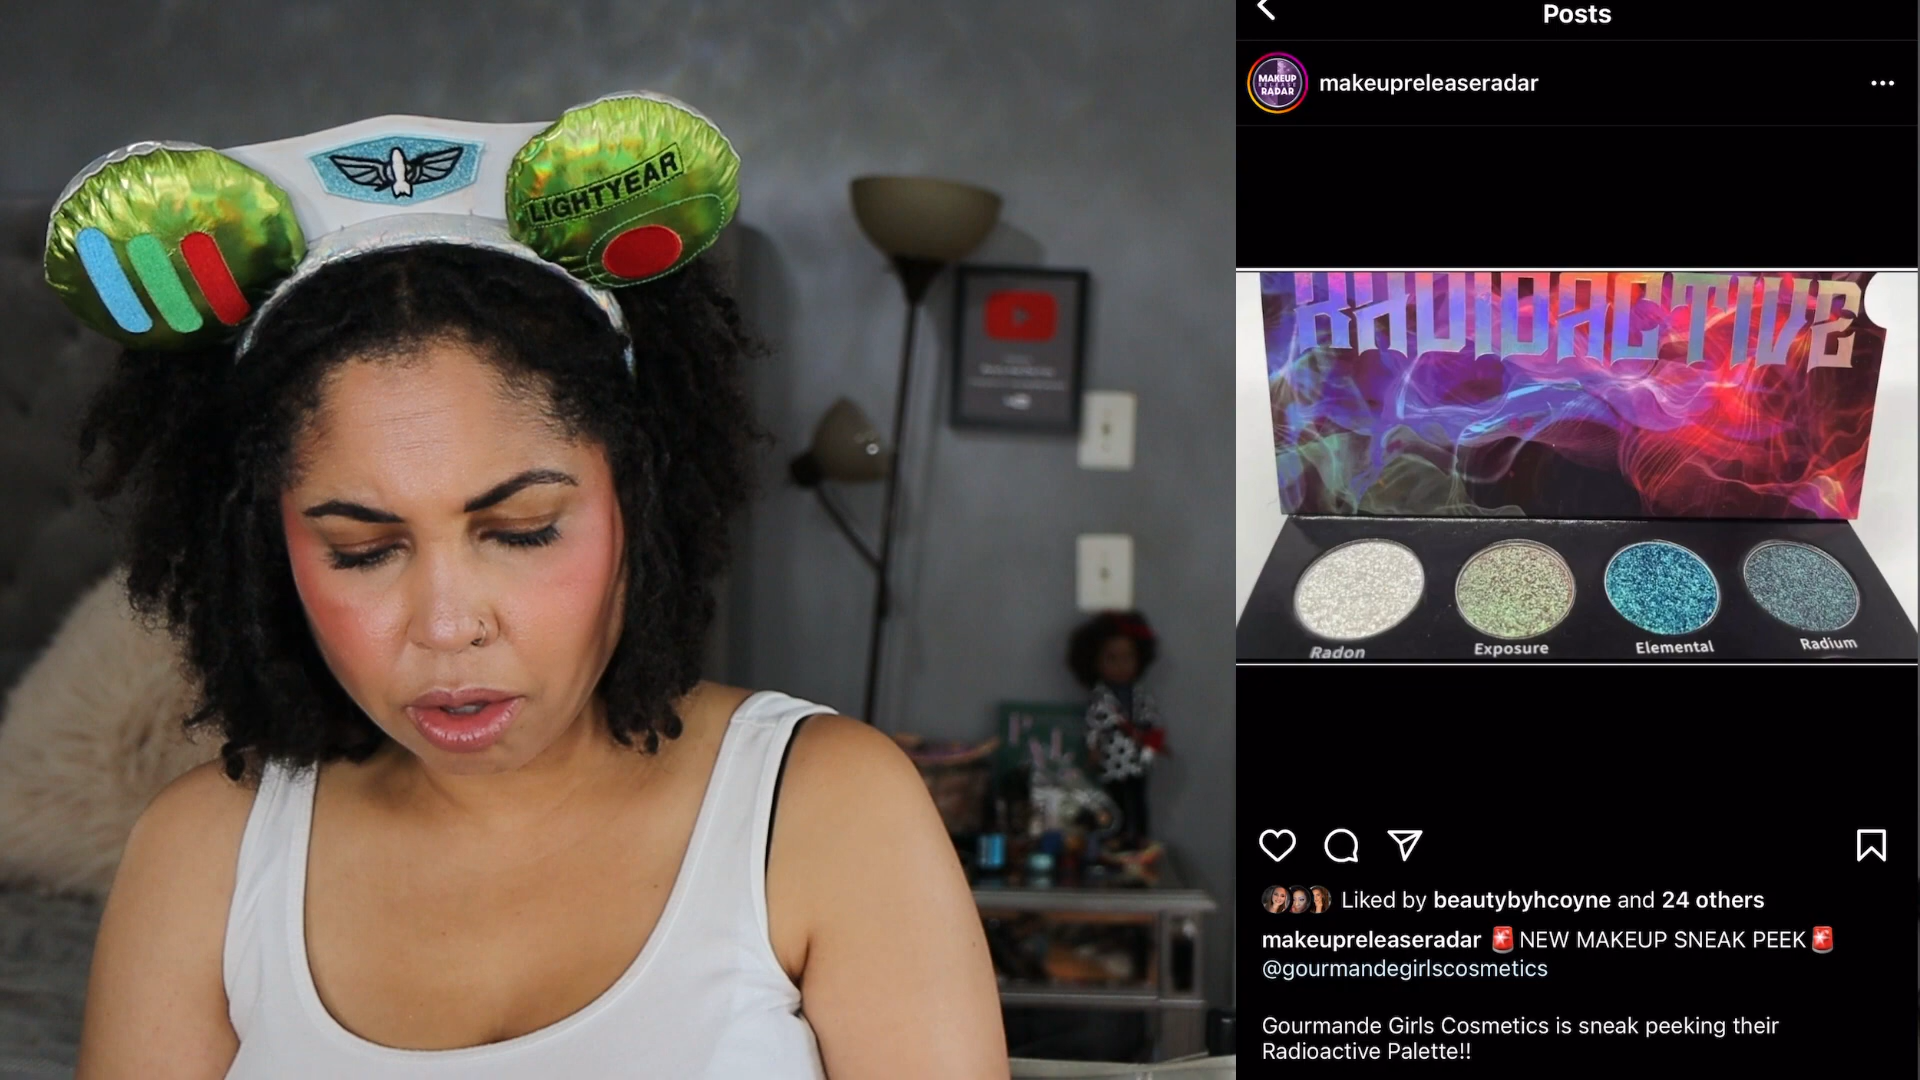 LIGHTYEAR
Posts
MAKEUP
RELEASE
RADAR
makeupreleaseradar
RADIOACTIVE
Radon
Exposure
Elemental
Radium
Liked by beautybyhcoyne and 24 others
makeupreleaseradar 🚨NEW MAKEUP SNEAK PEEK🚨
@gourmandegirlscosmetics
Gourmande Girls Cosmetics is sneak peeking their
Radioactive Palette!!